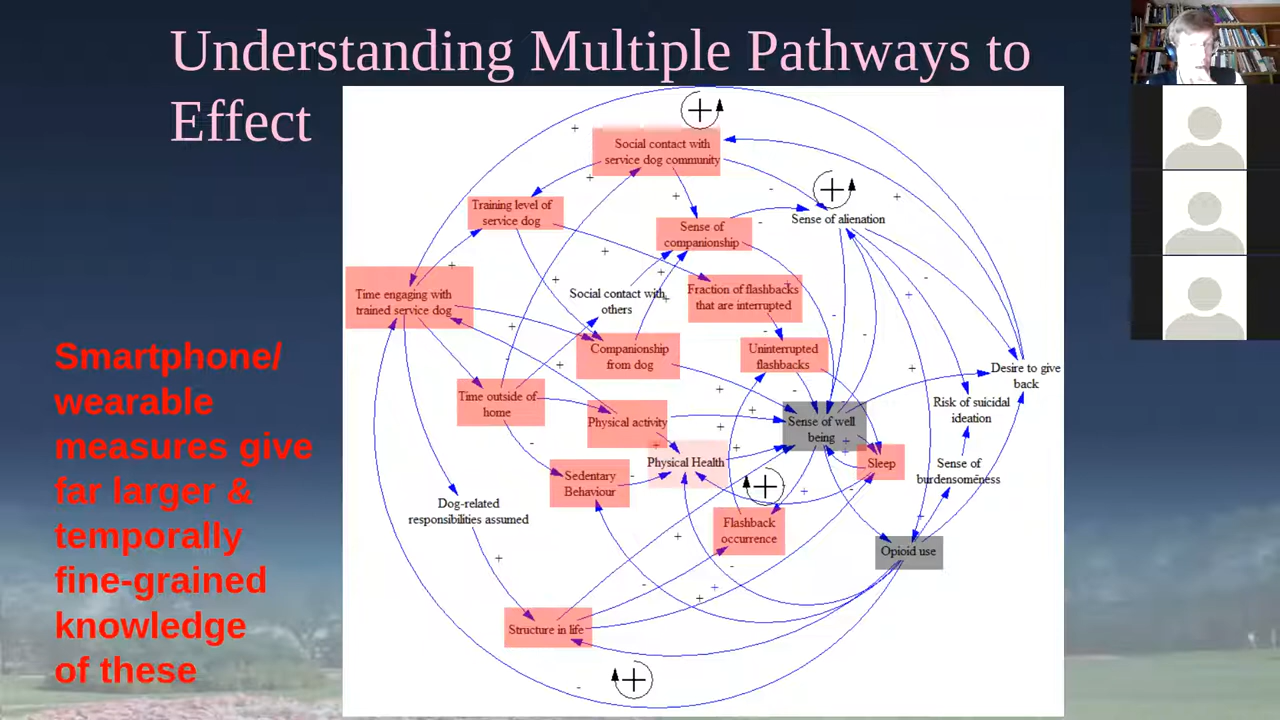 Understanding Multiple Pathways to
Effect
Smartphone/
wearable
measures give
far larger &
temporally
fine-grained
knowledge
of these
Social contact with
service dog community
Training level of
service dog
Sense of
companionship
Sense of alienation
Time engaging with
trained service dog
Social contact with
others
Fraction of flashbacks
that are interrupted
Companionship
from dog
Uninterrupted
flashbacks
Desire to give
back
Time outside of
home
Physical activity
Sense of well
being
Risk of suicidal
ideation
Physical Health
Sleep
Sedentary
Behaviour
Sense of
burdensomeness
Dog-related
responsibilities assumed
Flashback
occurrence
Opioid use
Structure in life